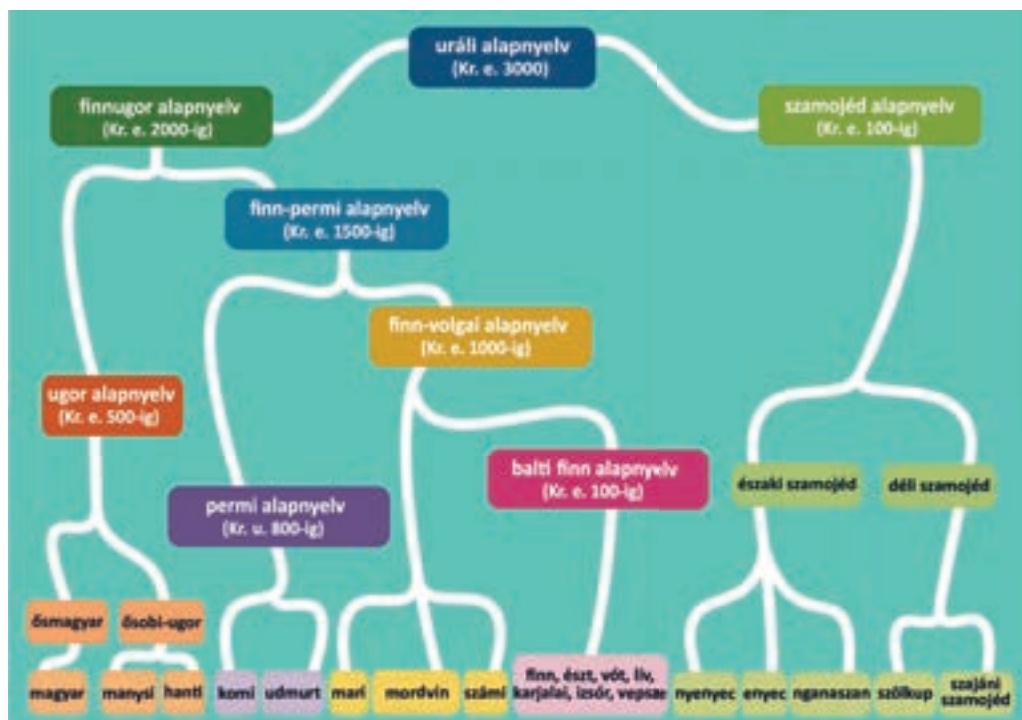 uráli alapnyelv
(Kr. e. 3000)
finnugor alapnyelv
(Kr. e. 2000-ig)
szamojéd alapnyelv
(Kr. e. 100-ig)
finn-permi alapnyelv
(Kr. e. 1500-ig)
finn-volgai alapnyelv
(Kr. e. 1000-ig)
ugor alapnyelv
(Kr. e. 500-ig)
balti finn alapnyelv
(Kr. e. 100-ig)
északi szamojéd
déli szamojéd
permi alapnyelv
(Kr. u. 800-ig)
ősmagyar
ősobi-ugor
magyar
manysi
hanti
komi
udmurt
mari
mordvin
számi
finn, észt, vót, lív,
karjalai, izsór, vepsze
nyenyec
enyec
nganaszan
szölkup
szajáni
szamojéd